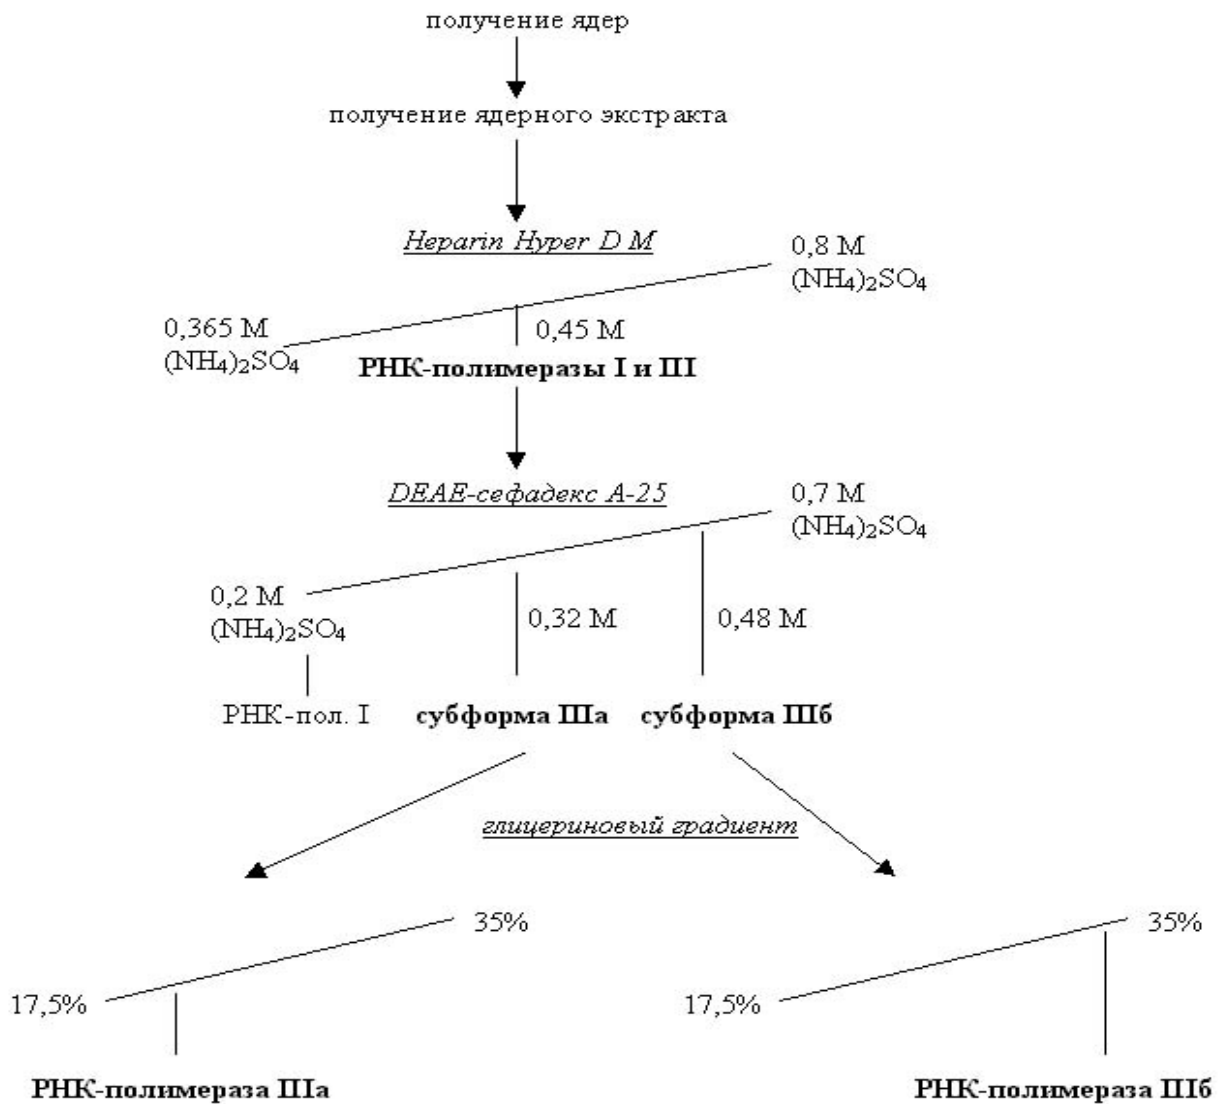 получение ядер
получение ядерного экстракта
Heparin Hyper D M
0,8 М
(NH₄)₂SO₄
0,365 М
(NH₄)₂SO₄
0,45 М
РНК-полимеразы I и III
DEAE-сефадекс А-25
0,7 М
(NH₄)₂SO₄
0,2 М
(NH₄)₂SO₄
0,32 М
0,48 М
РНК-пол. I
субформа IIIа
субформа IIIб
глицериновый градиент
35%
17,5%
35%
17,5%
РНК-полимераза IIIа
РНК-полимераза IIIб